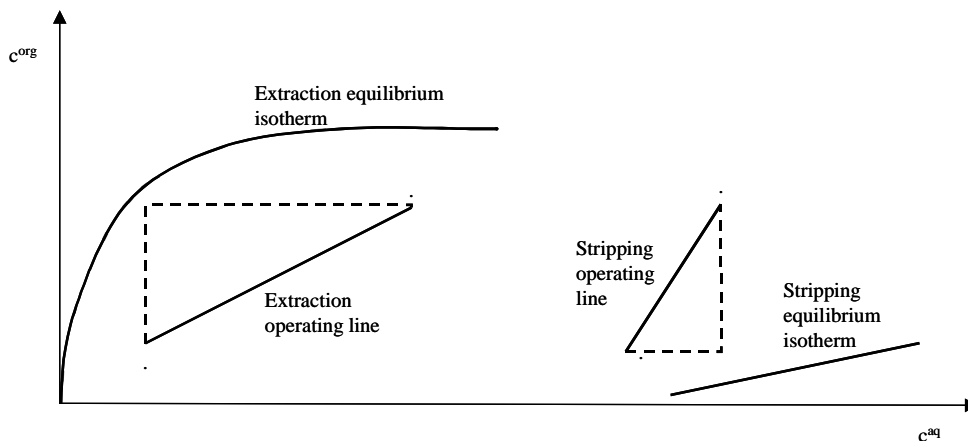 c^org
Extraction equilibrium
isotherm
Stripping
operating
line
Extraction
operating line
Stripping
equilibrium
isotherm
c^aq